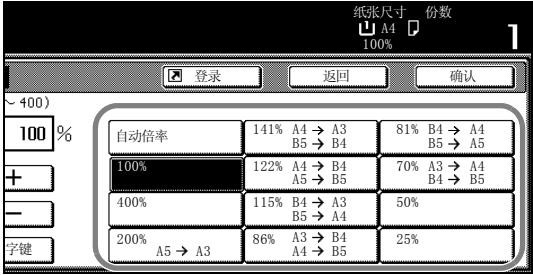 纸张尺寸 份数
A4 1
100%
登录 返回 确认
～ 400)
100 %
自动倍率 141% A4 → A3 81% B4 → A4
B5 → B4 B5 → A5
100% 122% A4 → B4 70% A3 → A4
A5 → B5 B4 → B5
+
400% 115% B4 → A3 50%
B5 → A4
−
200% 86% A3 → B4 25%
A5 → A3 A4 → B5
字键